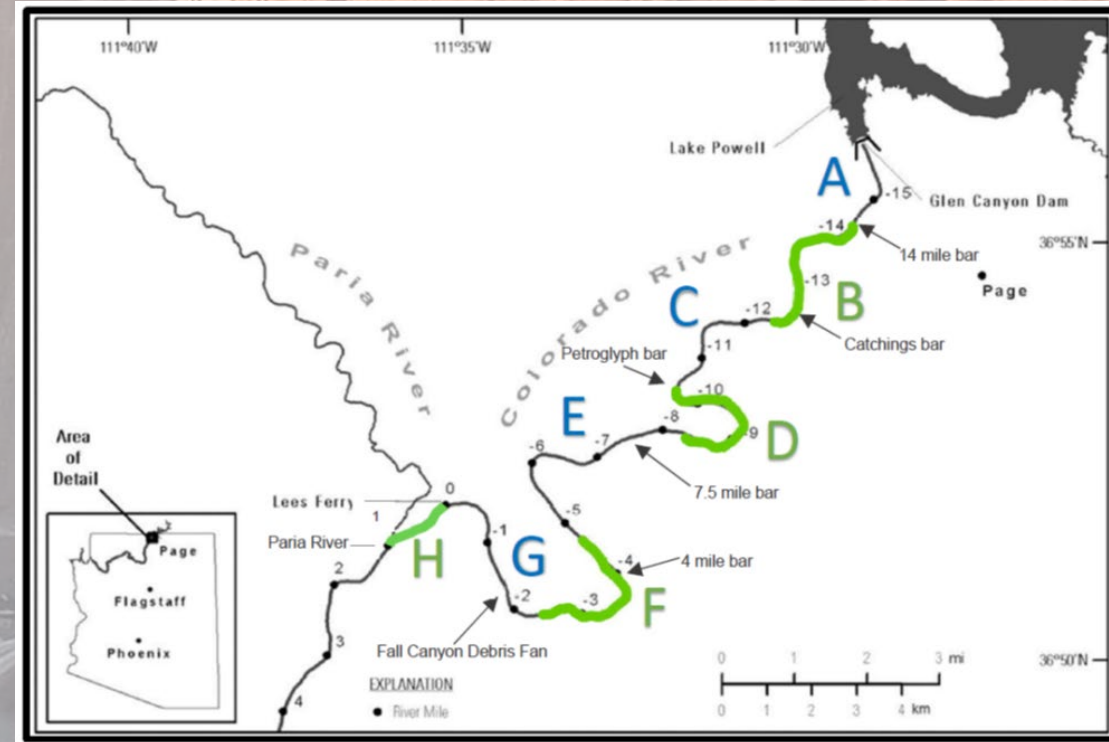 111°40'W
111°35'W
111°30'W
Lake Powell
A
-15
Glen Canyon Dam
-14
14 mile bar
36°55'N
Page
-13
B
Paria River
Colorado River
C
-12
Catchings bar
-11
Petroglyph bar
-10
E
-8
-9
D
-7
-6
7.5 mile bar
Area
of
Detail
0
Lees Ferry
1
Paria River
H
-1
G
-5
-4
4 mile bar
F
-3
-2
2
Fall Canyon Debris Fan
3
4
EXPLANATION
River Mile
Page
Flagstaff
Phoenix
0 1 2 3 mi
0 1 2 3 4 km
36°50'N